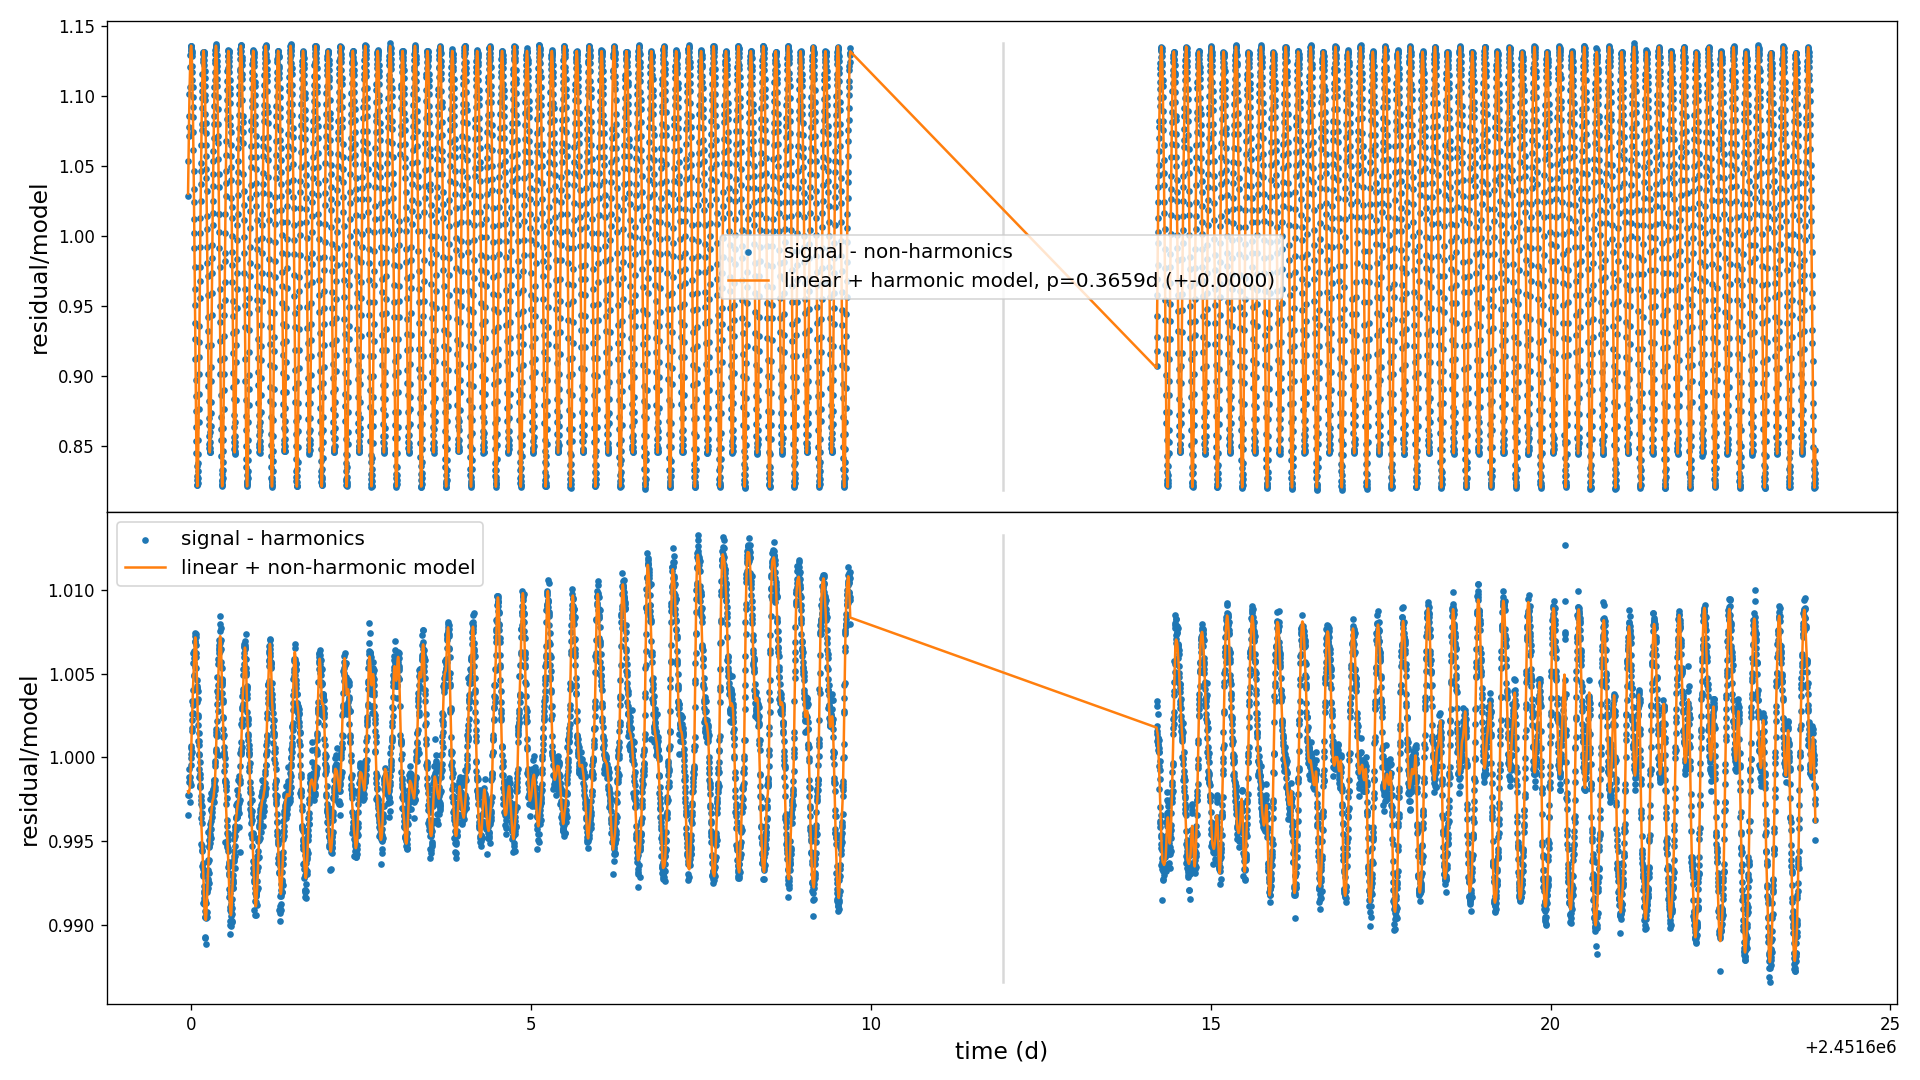 1.15
1.10
1.05
1.00
0.95
0.90
0.85
residual/model
signal - non-harmonics
linear + harmonic model, p=0.3659d (+-0.0000)
signal - harmonics
linear + non-harmonic model
1.010
1.005
1.000
0.995
0.990
residual/model
0 5 10 15 20 25
time (d)
+2.4516e6